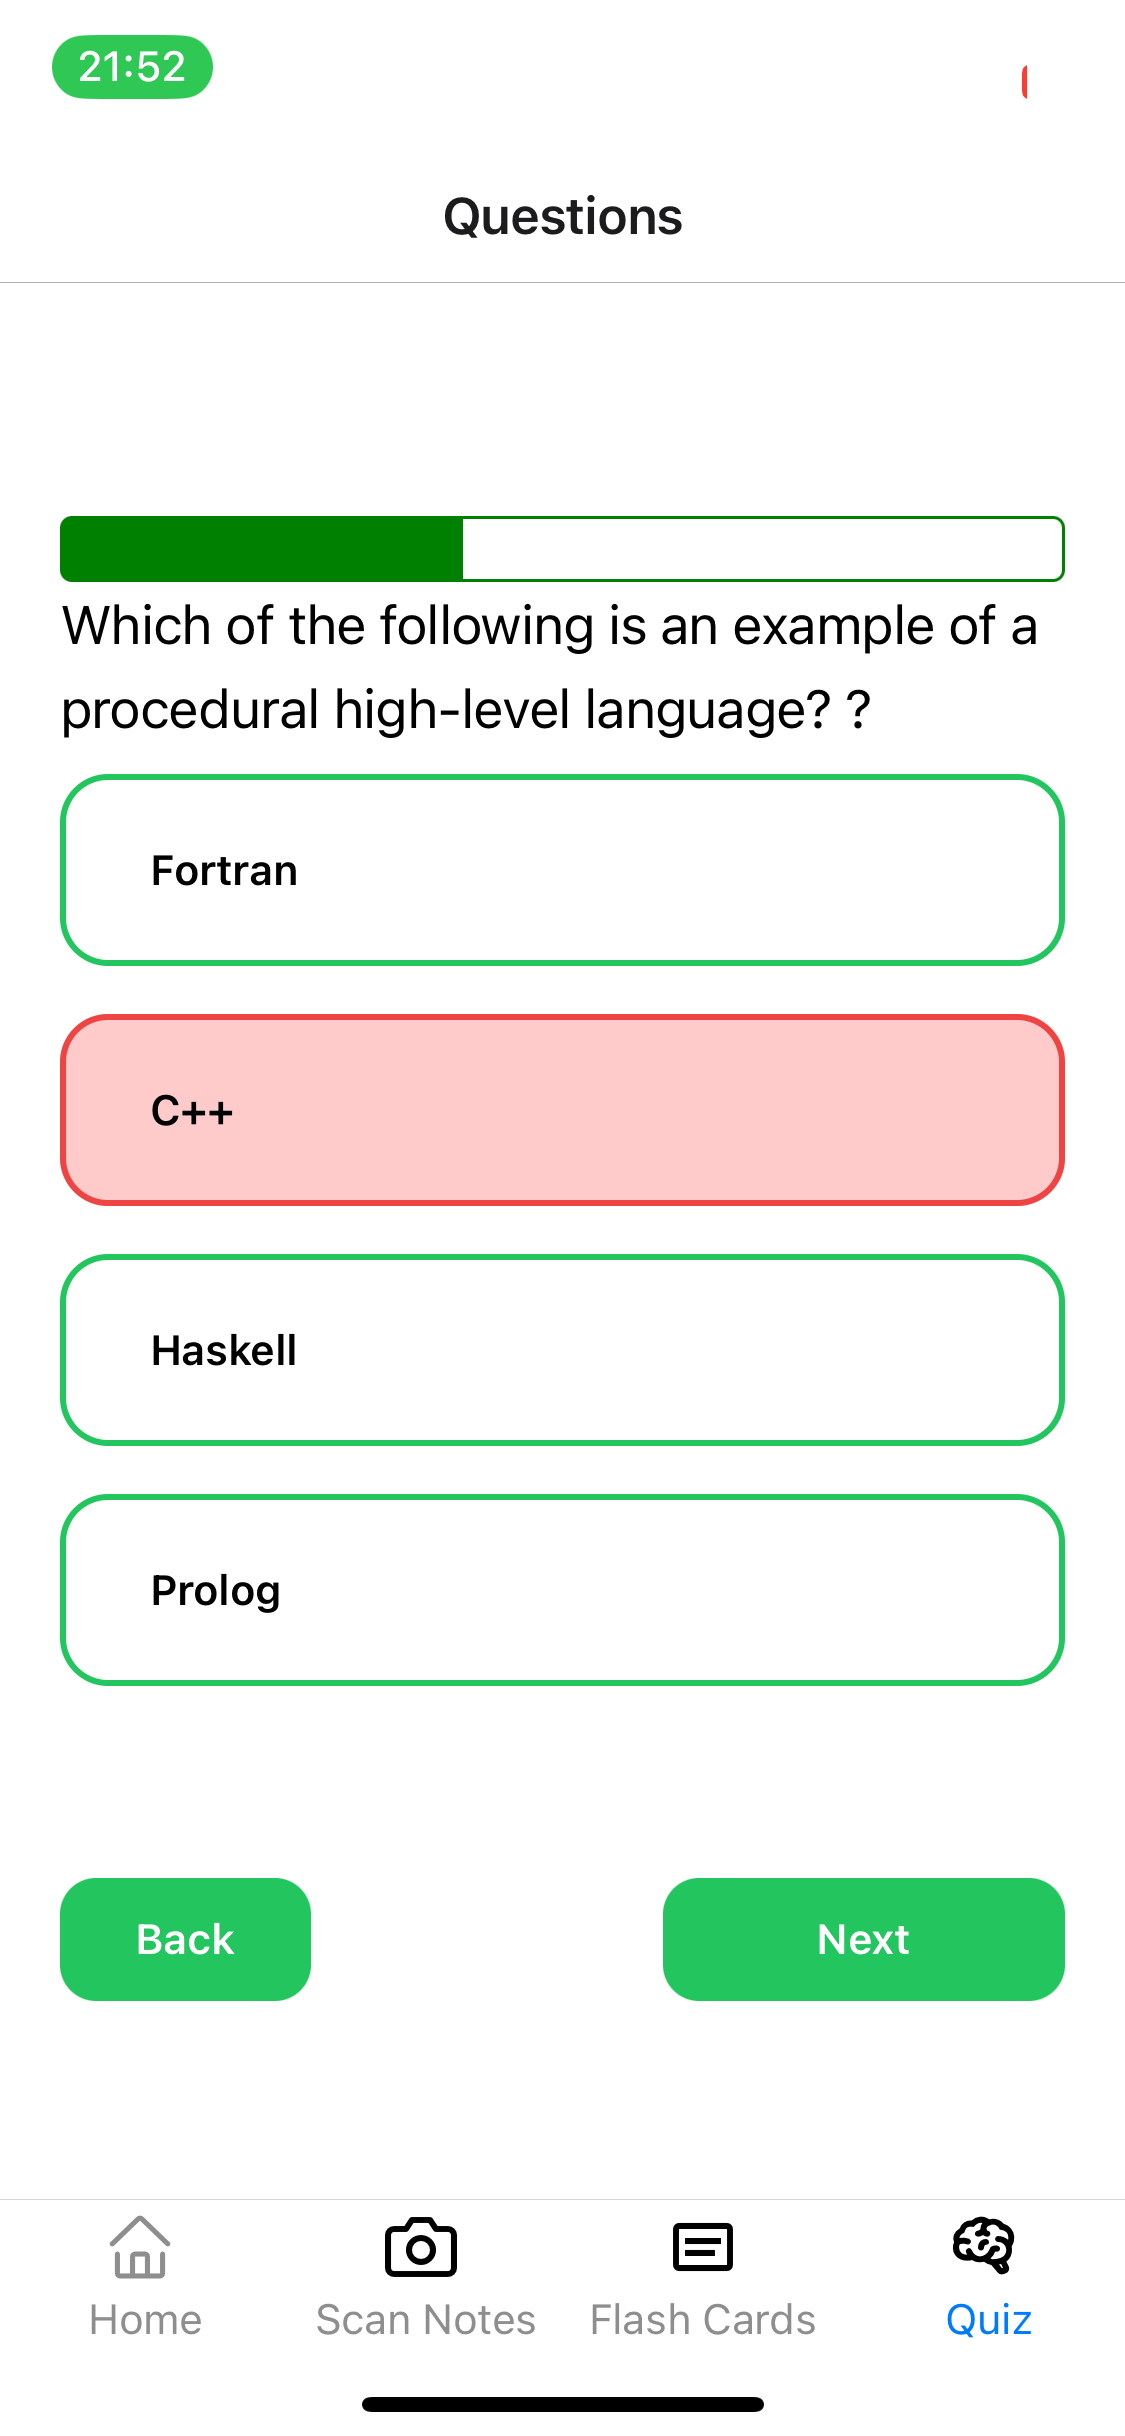 21:52
Questions
Which of the following is an example of a
procedural high-level language? ?
Fortran
C++
Haskell
Prolog
Back
Next
Home
Scan Notes
Flash Cards
Quiz